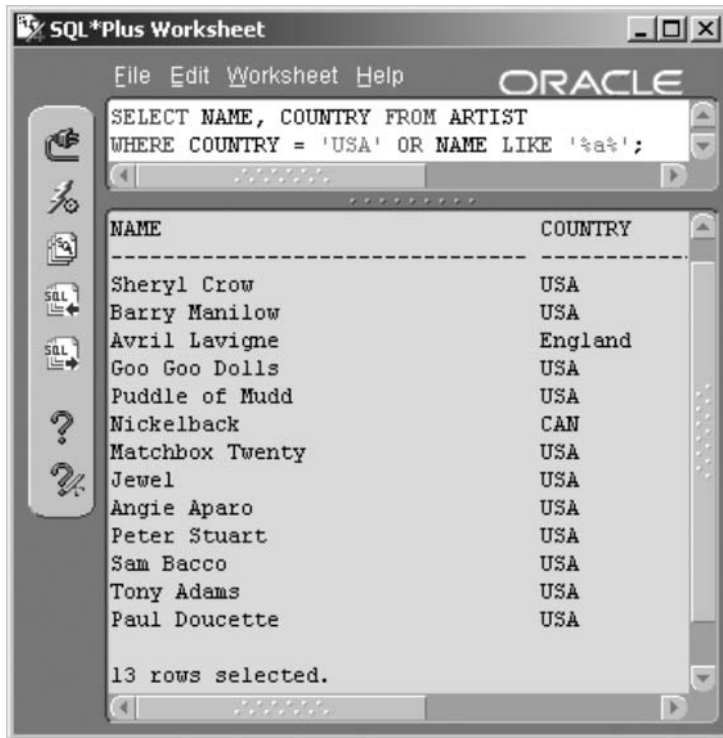 SQL*Plus Worksheet
File Edit Worksheet Help
ORACLE
SELECT NAME, COUNTRY FROM ARTIST
WHERE COUNTRY = 'USA' OR NAME LIKE '%a%';
NAME COUNTRY
-------------------------------- -----------
Sheryl Crow USA
Barry Manilow USA
Avril Lavigne England
Goo Goo Dolls USA
Puddle of Mudd USA
Nickelback CAN
Matchbox Twenty USA
Jewel USA
Angie Aparo USA
Peter Stuart USA
Sam Bacco USA
Tony Adams USA
Paul Doucette USA
13 rows selected.
SQL
SQL